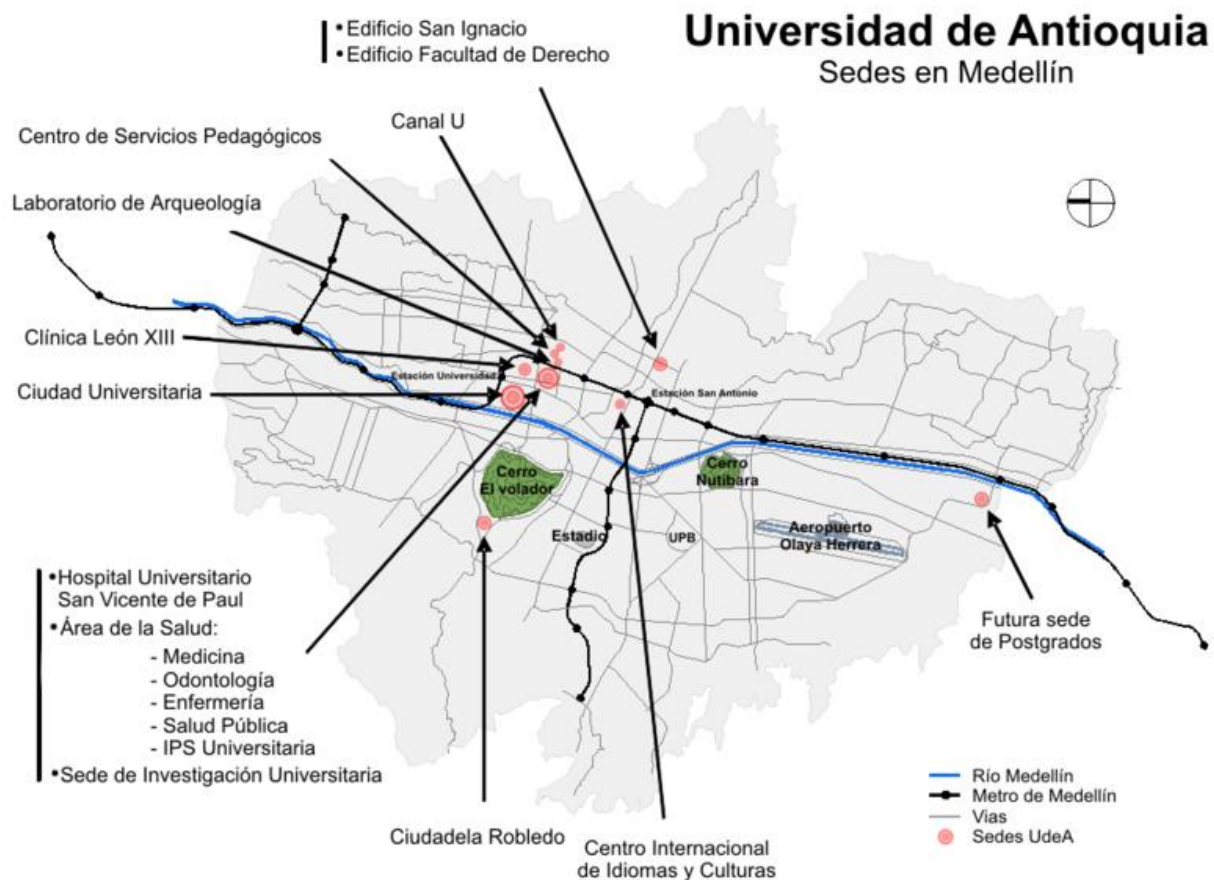 Universidad de Antioquia
Sedes en Medellín
•Edificio San Ignacio
•Edificio Facultad de Derecho
Canal U
Centro de Servicios Pedagógicos
Laboratorio de Arqueología
Clínica León XIII
Ciudad Universitaria
Estación Universidad
Estación San Antonio
Cerro
El volador
Cerro
Nutibara
Estadio
UPB
Aeropuerto
Olaya Herrera
•Hospital Universitario
San Vicente de Paul
•Área de la Salud:
- Medicina
- Odontología
- Enfermería
- Salud Pública
- IPS Universitaria
•Sede de Investigación Universitaria
Ciudadela Robledo
Centro Internacional
de Idiomas y Culturas
Futura sede
de Postgrados
Río Medellín
Metro de Medellín
Vias
Sedes UdeA